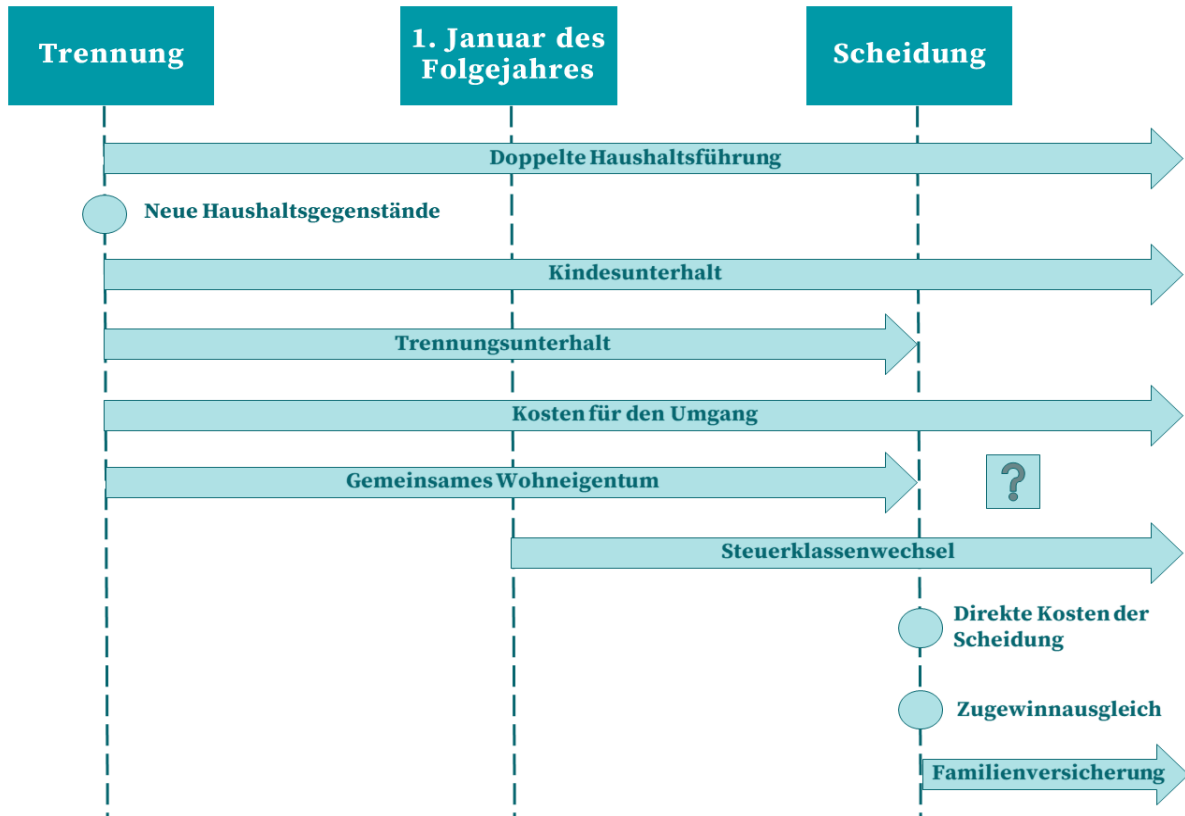 Trennung
1. Januar des
Folgejahres
Scheidung
Doppelte Haushaltsführung
Neue Haushaltsgegenstände
Kindesunterhalt
Trennungsunterhalt
Kosten für den Umgang
Gemeinsames Wohneigentum
?
Steuerklassenwechsel
Direkte Kosten der
Scheidung
Zugewinnausgleich
Familienversicherung